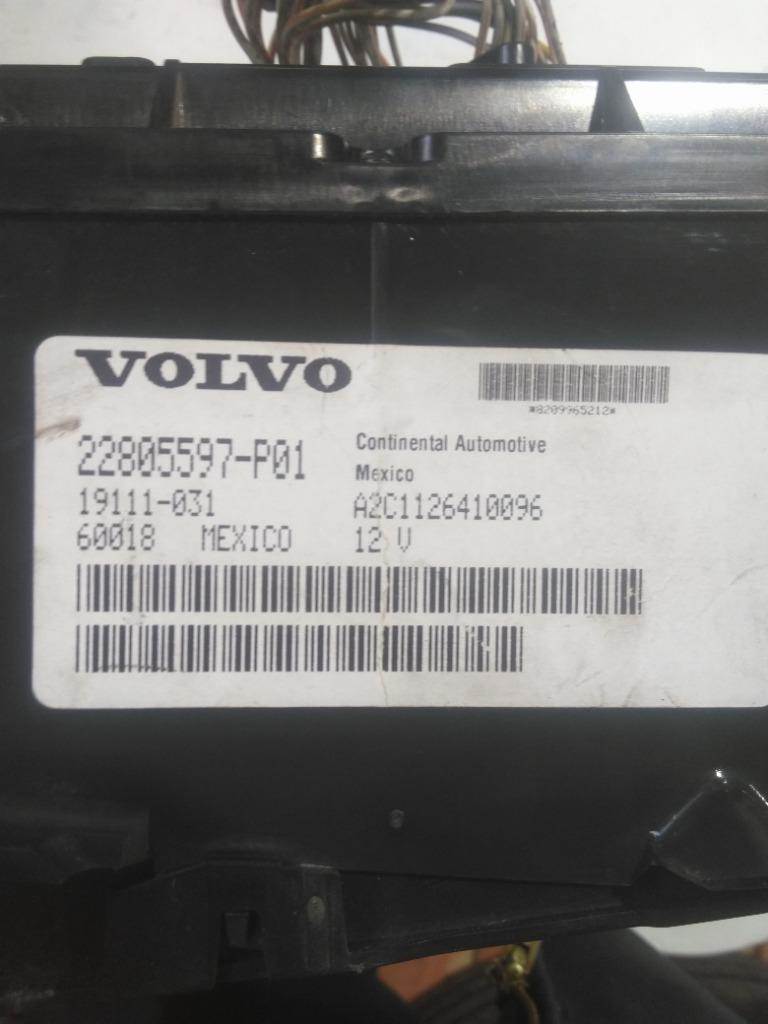 VOLVO
*8209965212*
22805597-P01
Continental Automotive
Mexico
19111-031
A2C1126410096
60018 MEXICO
12 V